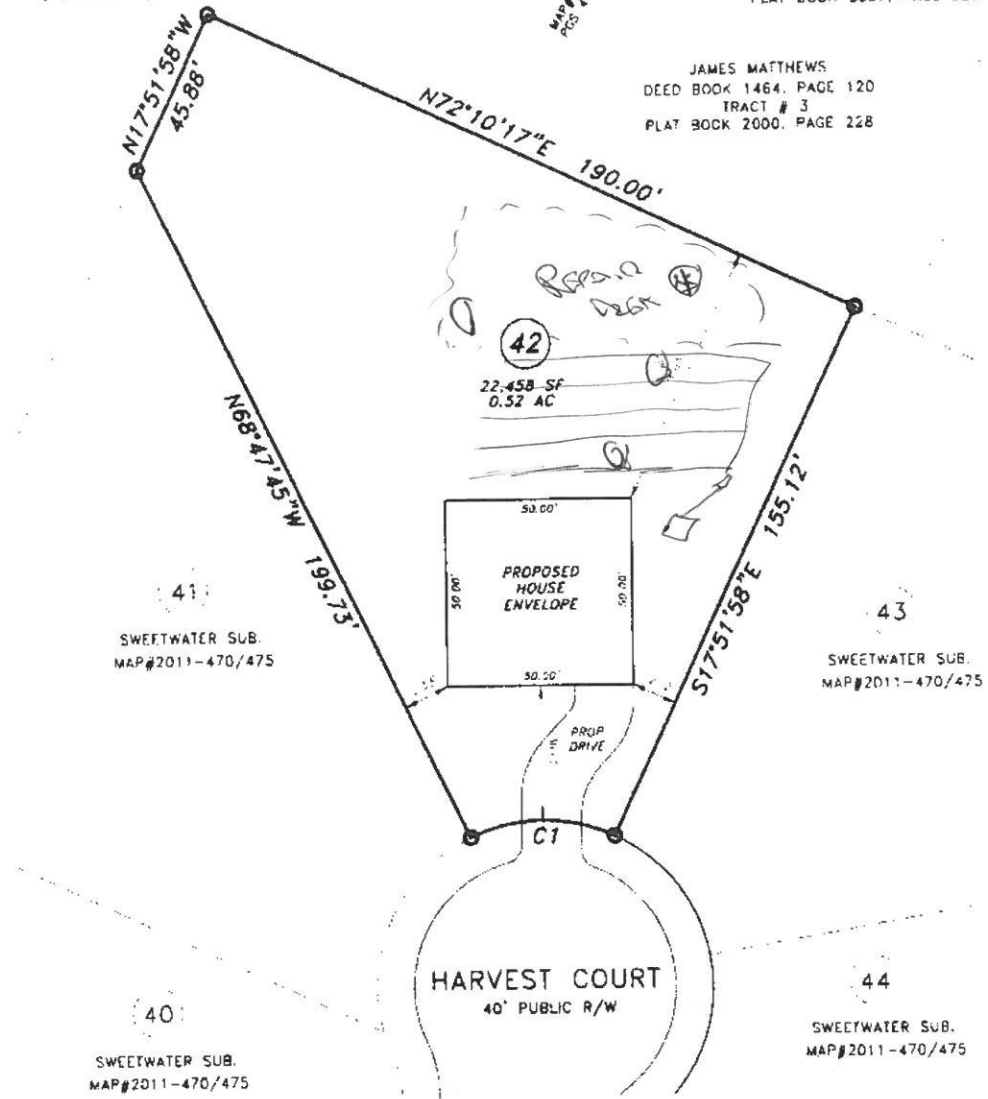 MAP#
PGS
JAMES MATTHEWS
DEED BOOK 1464, PAGE 120
TRACT # 3
PLAT BOOK 2000, PAGE 228
N17°51'58"W
45.88'
N72°10'17"E 190.00'
REPAIR
42
22,458 SF
0.52 AC
N68°47'45"W 199.73'
S17°51'58"E 155.12'
50.00'
50.00'
PROPOSED
HOUSE
ENVELOPE
50.00'
50.00'
PROP
DRIVE
C1
41
SWEETWATER SUB.
MAP#2011-470/475
43
SWEETWATER SUB.
MAP#2011-470/475
HARVEST COURT
40' PUBLIC R/W
40
SWEETWATER SUB.
MAP#2011-470/475
44
SWEETWATER SUB.
MAP#2011-470/475